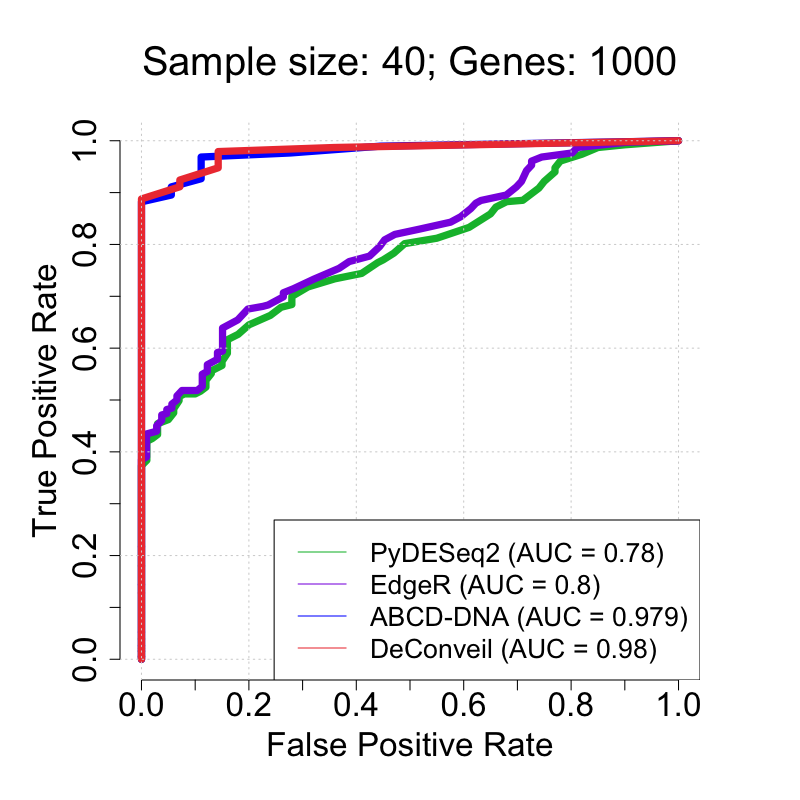 Sample size: 40; Genes: 1000
True Positive Rate
1.0
0.8
0.6
0.4
0.2
0.0
PyDESeq2 (AUC = 0.78)
EdgeR (AUC = 0.8)
ABCD-DNA (AUC = 0.979)
DeConveil (AUC = 0.98)
0.0 0.2 0.4 0.6 0.8 1.0
False Positive Rate